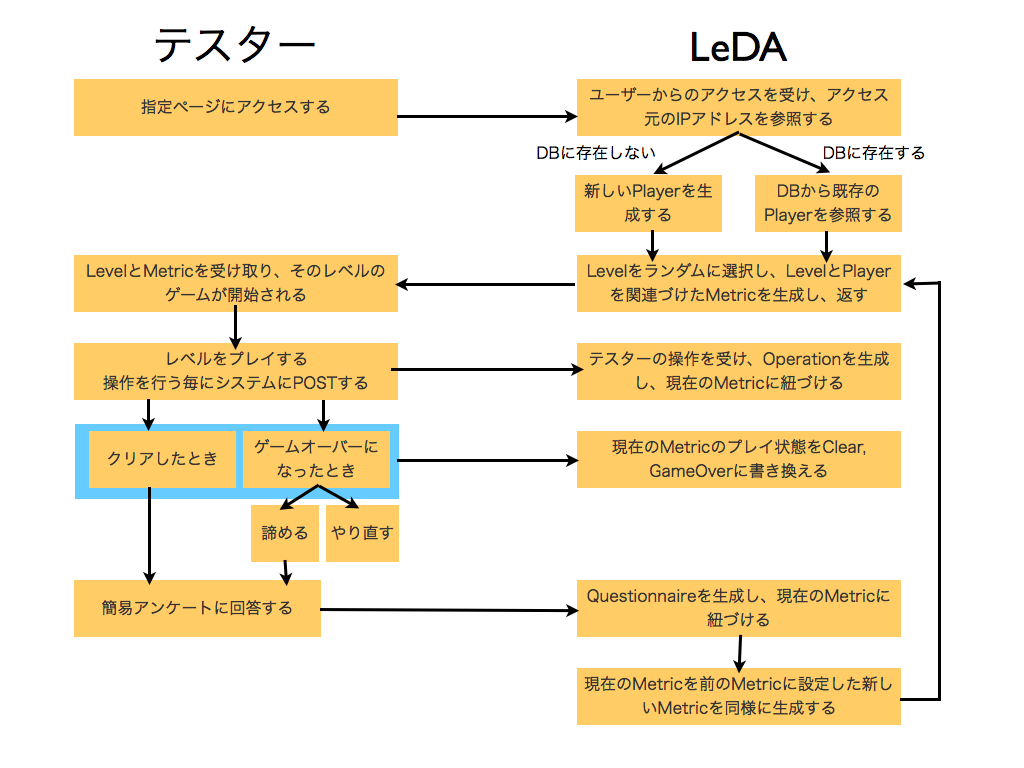 テスター
LeDA
指定ページにアクセスする
ユーザーからのアクセスを受け、アクセス
元のIPアドレスを参照する
DBに存在しない
DBに存在する
新しいPlayerを生
成する
DBから既存の
Playerを参照する
LevelとMetricを受け取り、そのレベルの
ゲームが開始される
Levelをランダムに選択し、LevelとPlayer
を関連づけたMetricを生成し、返す
レベルをプレイする
操作を行う毎にシステムにPOSTする
テスターの操作を受け、Operationを生成
し、現在のMetricに紐づける
クリアしたとき
ゲームオーバーに
なったとき
現在のMetricのプレイ状態をClear,
GameOverに書き換える
諦める
やり直す
簡易アンケートに回答する
Questionnaireを生成し、現在のMetricに
紐づける
現在のMetricを前のMetricに設定した新し
いMetricを同様に生成する